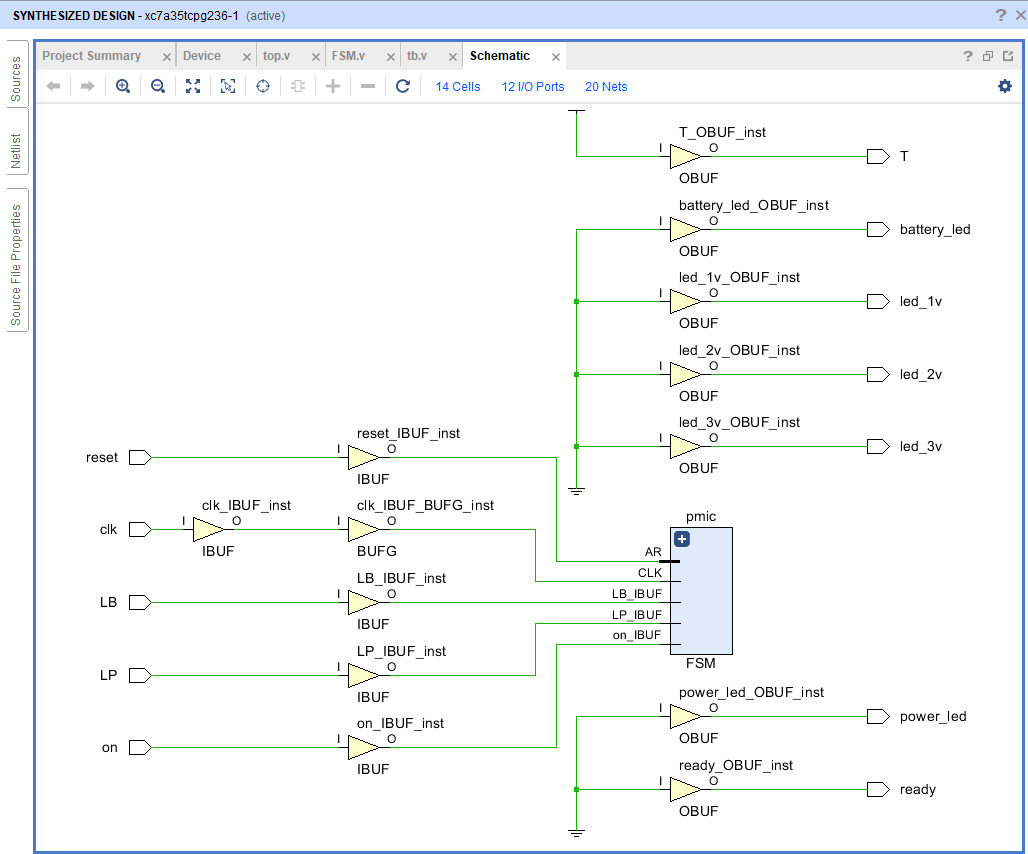 SYNTHESIZED DESIGN - xc7a35tcpg236-1 (active)
? ×
Sources
Netlist
Source File Properties
Project Summary × Device × top.v × FSM.v × tb.v × Schematic ×
?
14 Cells 12 I/O Ports 20 Nets
T_OBUF_inst
I O
T
OBUF
battery_led_OBUF_inst
I O
battery_led
OBUF
led_1v_OBUF_inst
I O
led_1v
OBUF
led_2v_OBUF_inst
I O
led_2v
OBUF
led_3v_OBUF_inst
I O
led_3v
OBUF
reset_IBUF_inst
I O
reset
IBUF
clk_IBUF_inst clk_IBUF_BUFG_inst
I O I O
clk
IBUF BUFG
pmic
AR
CLK
LB_IBUF
LP_IBUF
on_IBUF
FSM
LB_IBUF_inst
I O
LB
IBUF
LP_IBUF_inst
I O
LP
IBUF
on_IBUF_inst
I O
on
IBUF
power_led_OBUF_inst
I O
power_led
OBUF
ready_OBUF_inst
I O
ready
OBUF